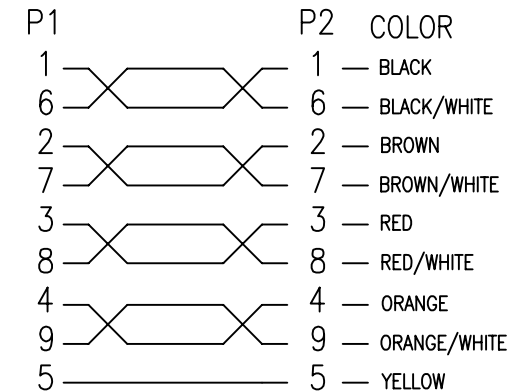 P1 P2 COLOR
1 1 BLACK
6 6 BLACK/WHITE
2 2 BROWN
7 7 BROWN/WHITE
3 3 RED
8 8 RED/WHITE
4 4 ORANGE
9 9 ORANGE/WHITE
5 5 YELLOW